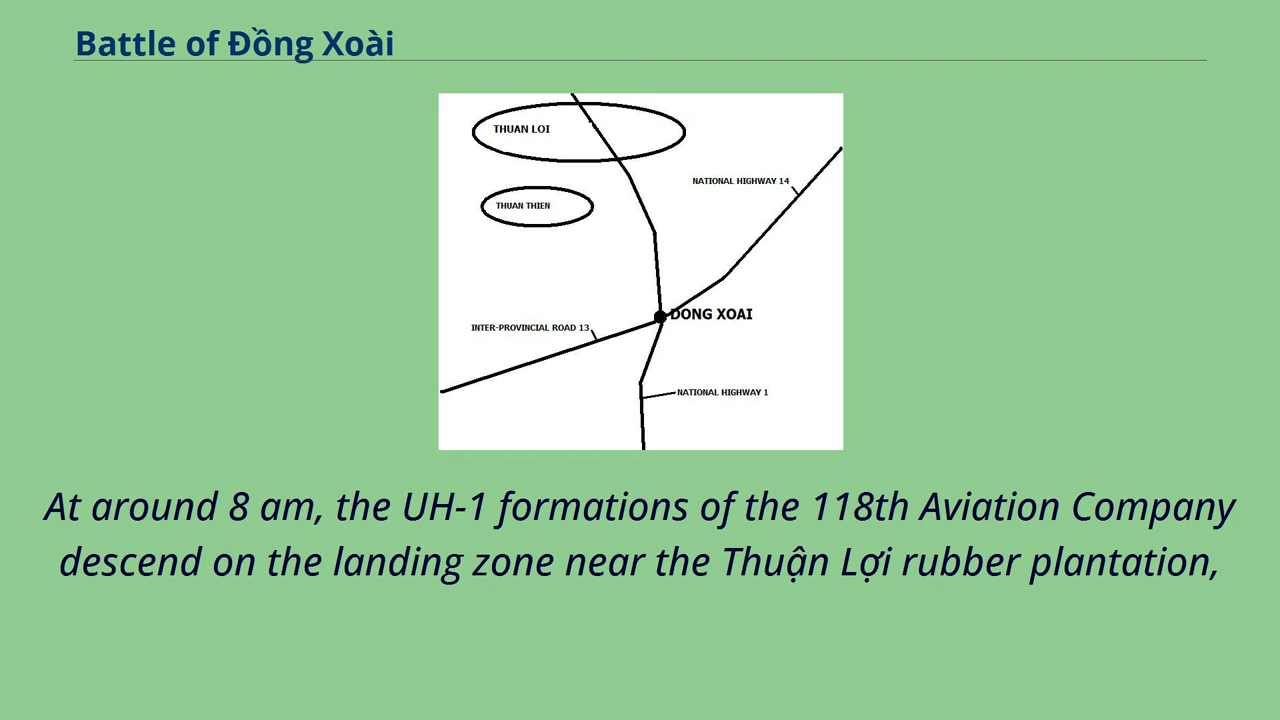 Battle of Đồng Xoài
THUAN LOI
NATIONAL HIGHWAY 14
THUAN THIEN
DONG XOAI
INTER-PROVINCIAL ROAD 13
NATIONAL HIGHWAY 1
At around 8 am, the UH-1 formations of the 118th Aviation Company
descend on the landing zone near the Thuận Lợi rubber plantation,